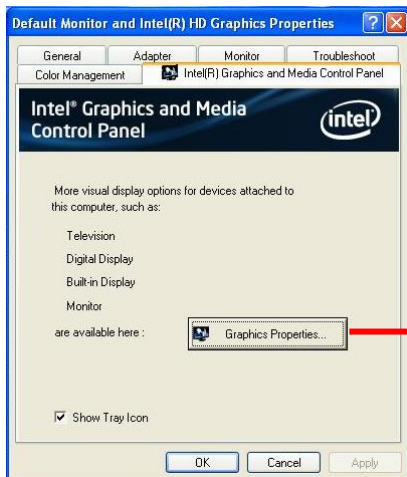 Default Monitor and Intel(R) HD Graphics Properties
General Adapter Monitor Troubleshoot
Color Management Intel(R) Graphics and Media Control Panel
Intel® Graphics and Media
Control Panel
intel
More visual display options for devices attached to
this computer, such as:
Television
Digital Display
Built-in Display
Monitor
are available here : Graphics Properties...
Show Tray Icon
OK Cancel Apply